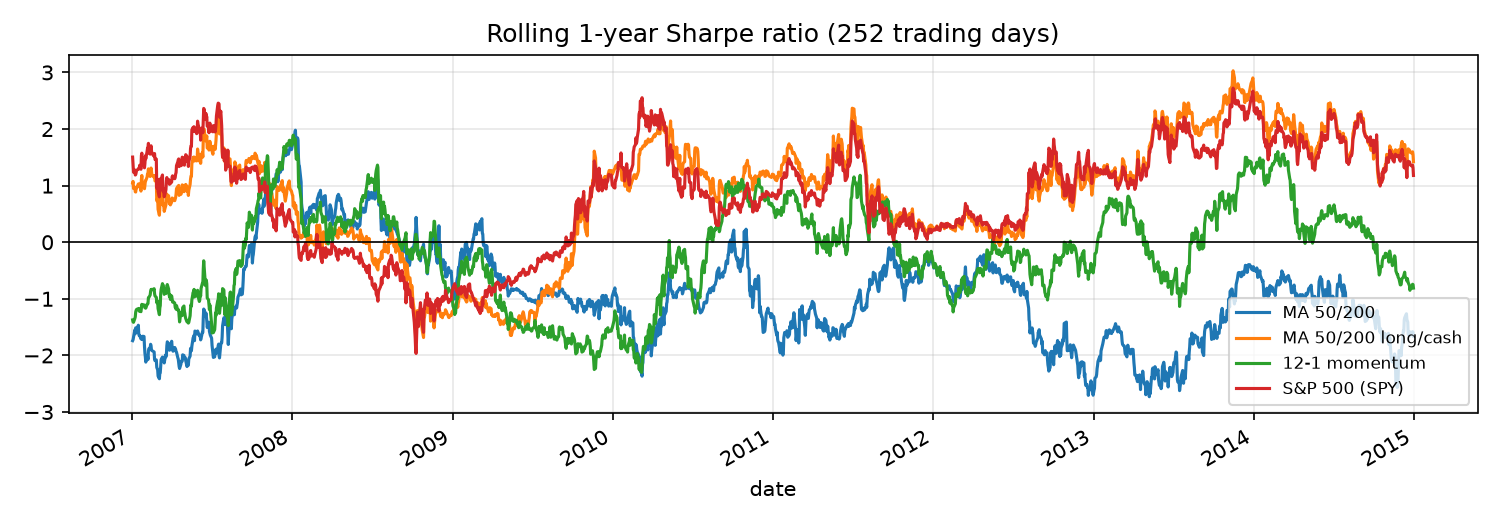 Rolling 1-year Sharpe ratio (252 trading days)
3
2
1
0
−1
−2
−3
MA 50/200
MA 50/200 long/cash
12-1 momentum
S&P 500 (SPY)
2007
2008
2009
2010
2011
2012
2013
2014
2015
date